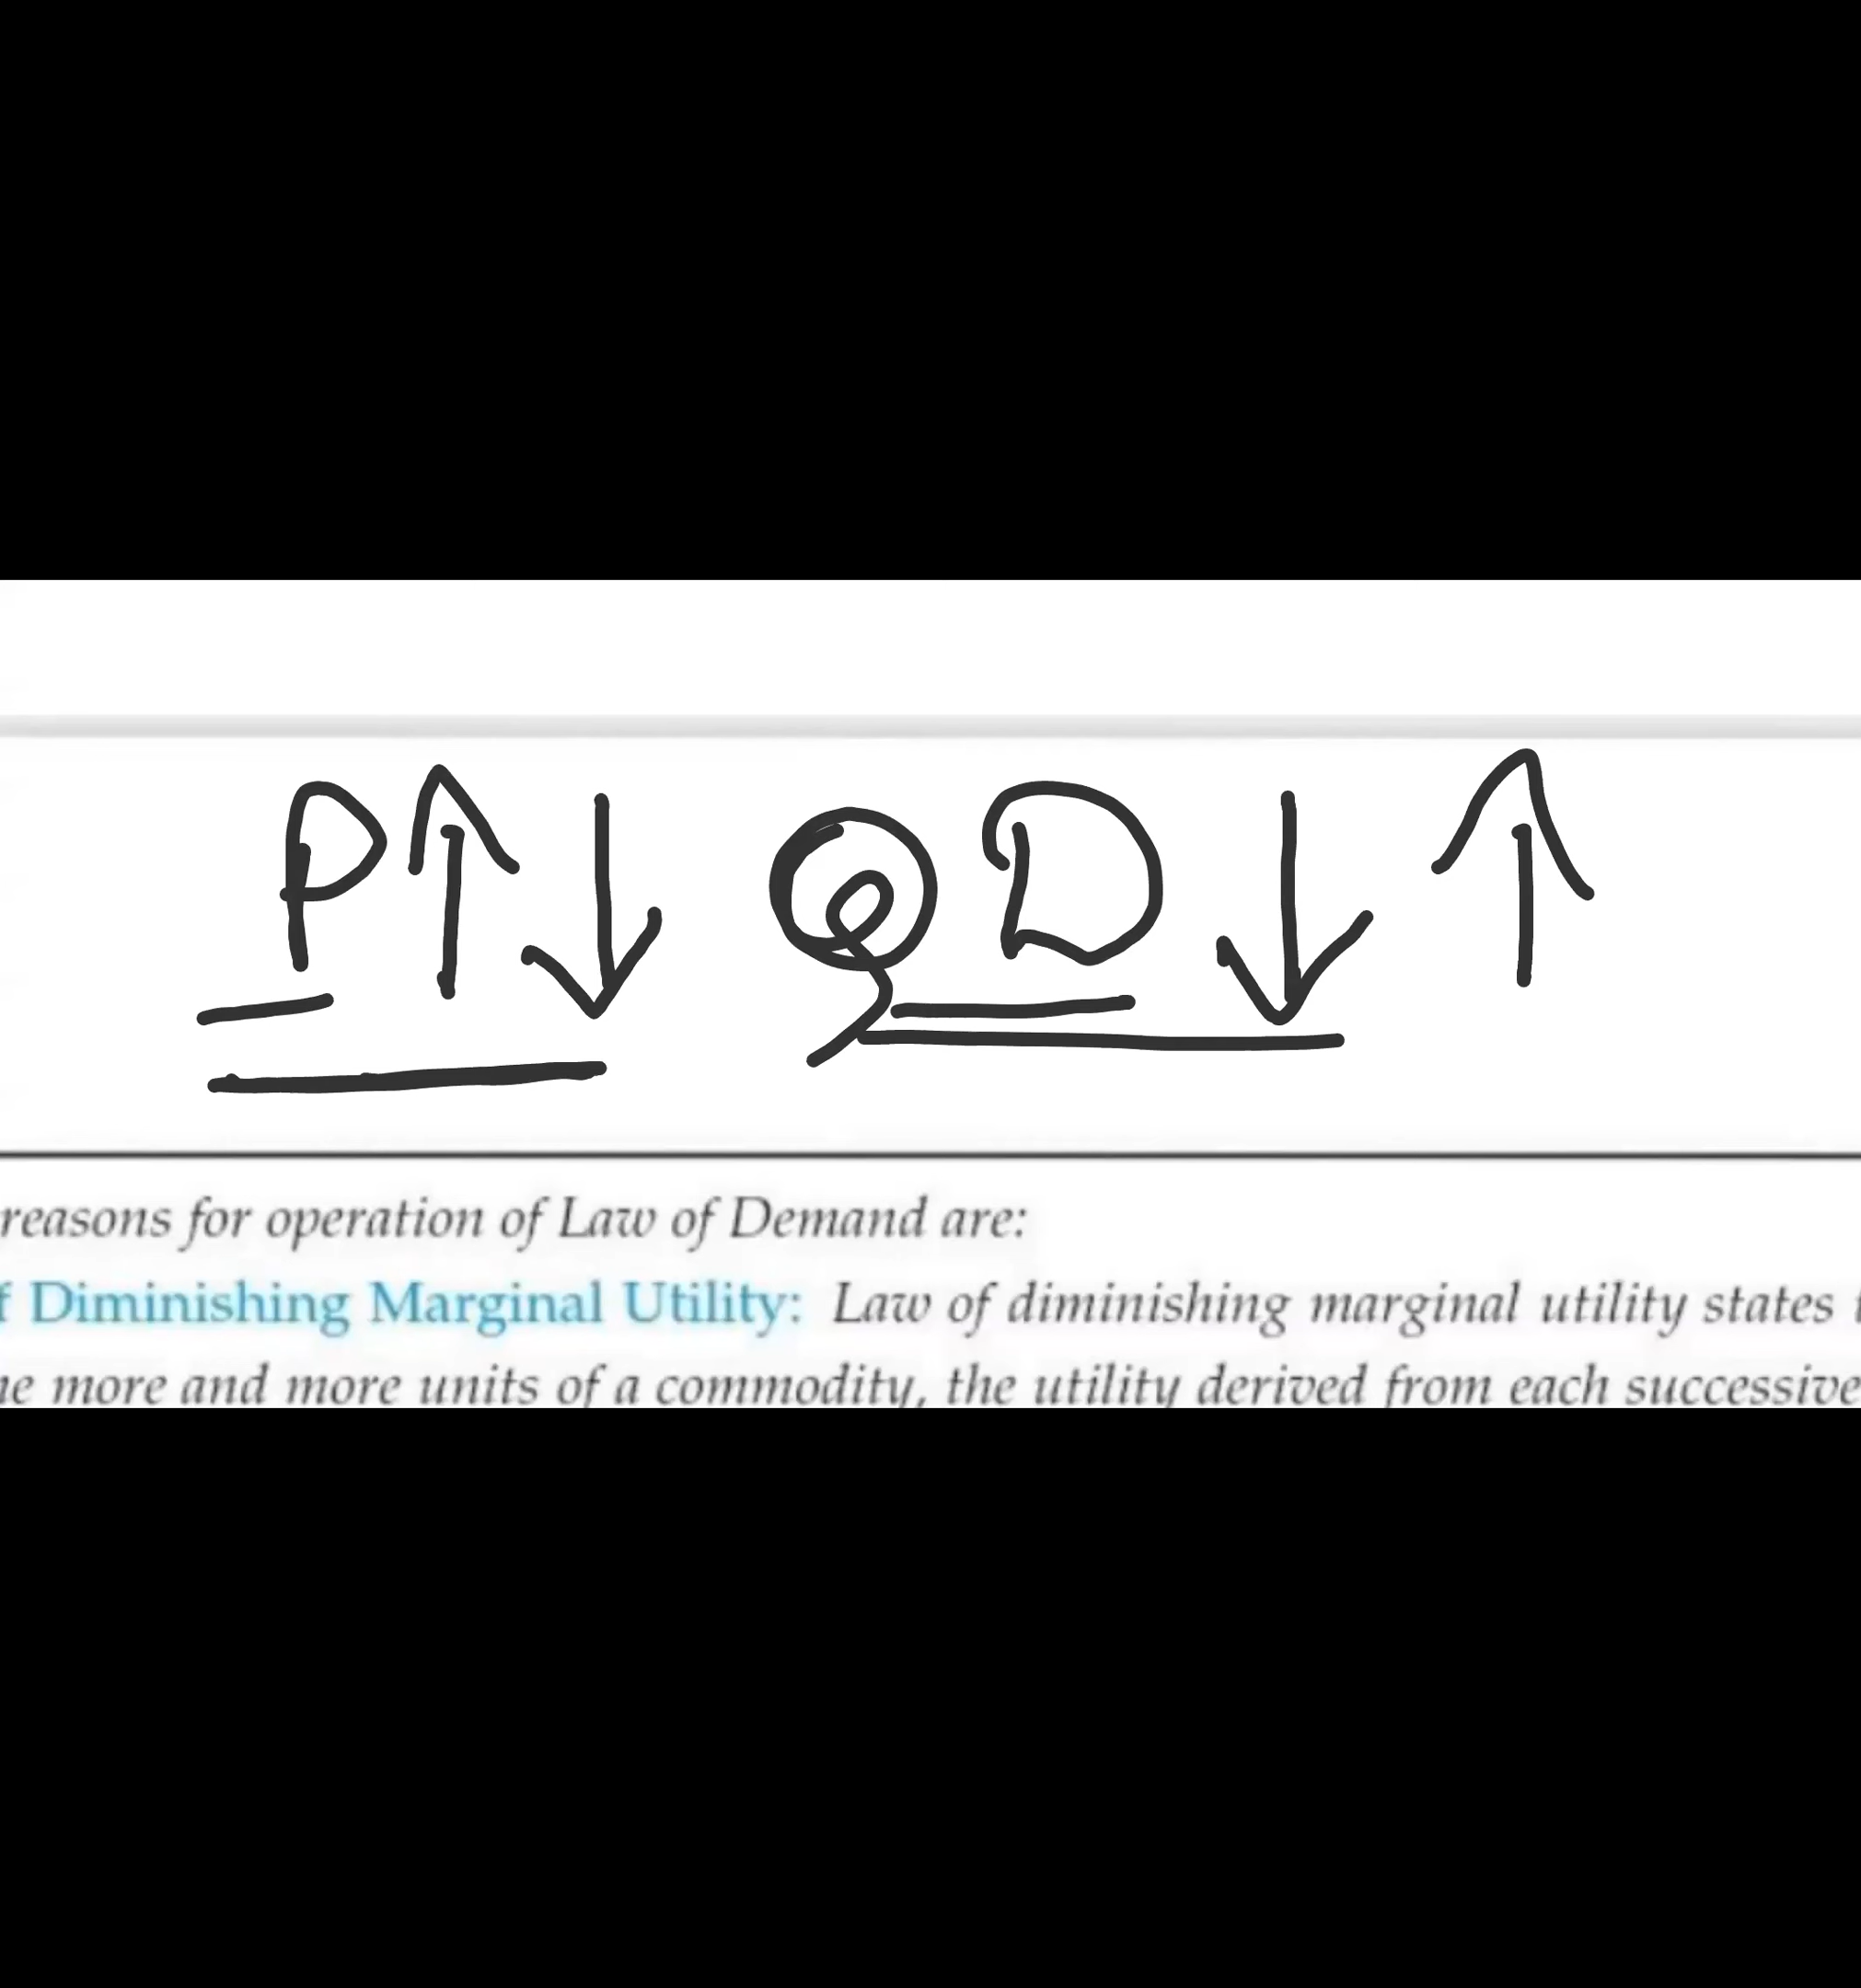 P↑↓ QD↓↑
reasons for operation of Law of Demand are:
f Diminishing Marginal Utility: Law of diminishing marginal utility states
more and more units of a commodity, the utility derived from each successive